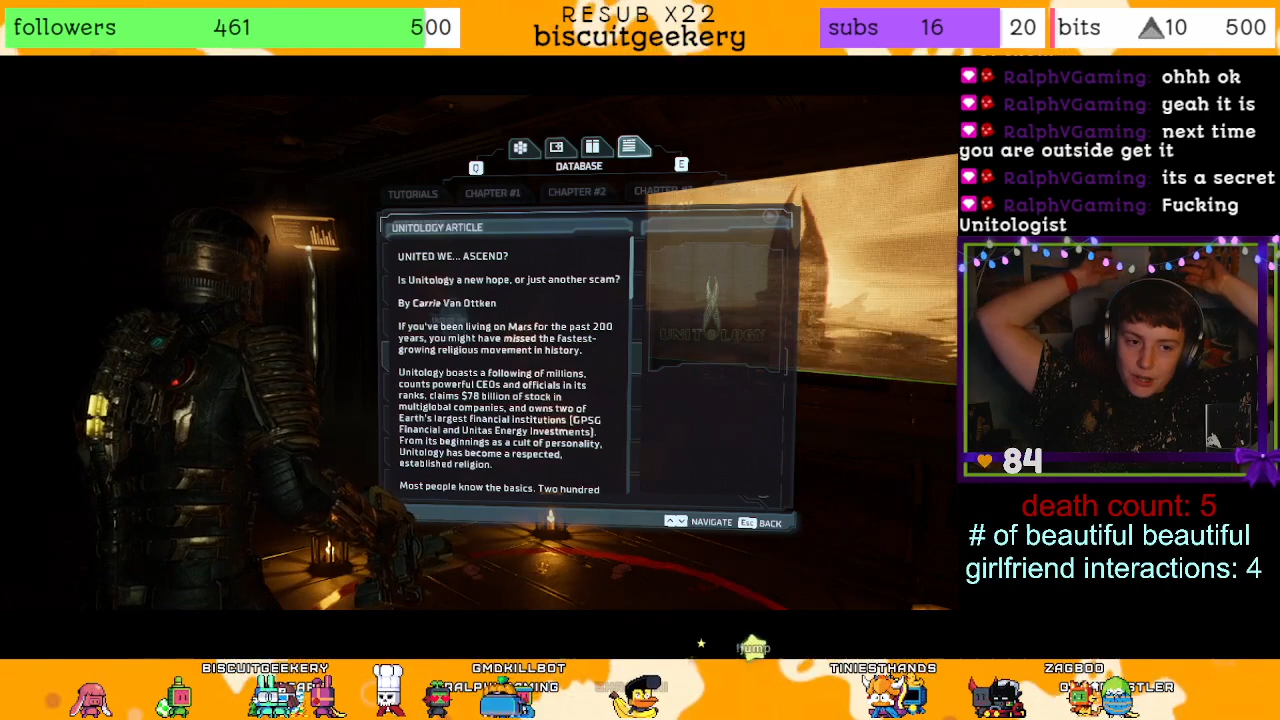 followers 461 500
RESUB X22
biscuitgeekery
subs 16 20
bits 10 500
RalphVGaming: ohhh ok
RalphVGaming: yeah it is
RalphVGaming: next time
you are outside get it
RalphVGaming: its a secret
RalphVGaming: Fucking
Unitologist
Q
E
DATABASE
TUTORIALS
CHAPTER #1
CHAPTER #2
UNITOLOGY ARTICLE
UNITED WE... ASCEND?
Is Unitology a new hope, or just another scam?
By Carrie Van Ottken
If you've been living on Mars for the past 200
years, you might have missed the fastest-
growing religious movement in history.
Unitology boasts a following of millions,
counts powerful CEOs and officials in its
ranks, claims $78 billion of stock in
multiglobal companies, and owns two of
Earth's largest financial institutions (GPSG
Financial and Unitas Energy Investments).
From its beginnings as a cult of personality,
Unitology has become a respected,
established religion.
Most people know the basics. Two hundred
UNITOLOGY
NAVIGATE
Esc BACK
84
death count: 5
# of beautiful beautiful
girlfriend interactions: 4
!jump
BISCUITGEEKERY
GMDKILLBOT
TINIESTHANDS
ZAGBOO